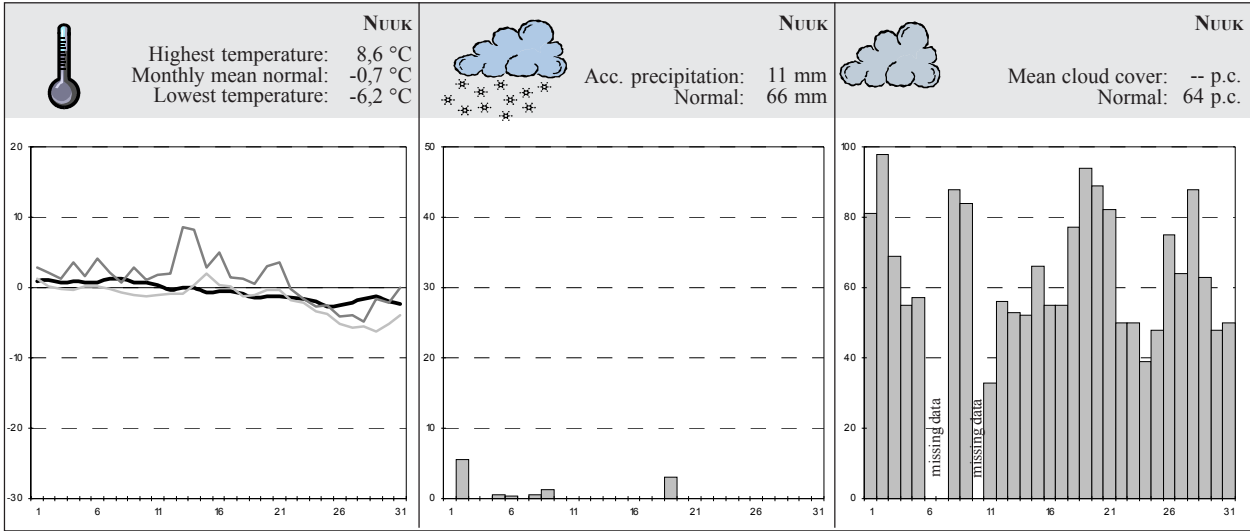 NUUK
Highest temperature: 8,6 °C
Monthly mean normal: -0,7 °C
Lowest temperature: -6,2 °C
20
10
0
-10
-20
-30
1 6 11 16 21 26 31
NUUK
Acc. precipitation: 11 mm
Normal: 66 mm
50
40
30
20
10
0
1 6 11 16 21 26 31
NUUK
Mean cloud cover: -- p.c.
Normal: 64 p.c.
100
80
60
40
20
0
missing data
missing data
1 6 11 16 21 26 31